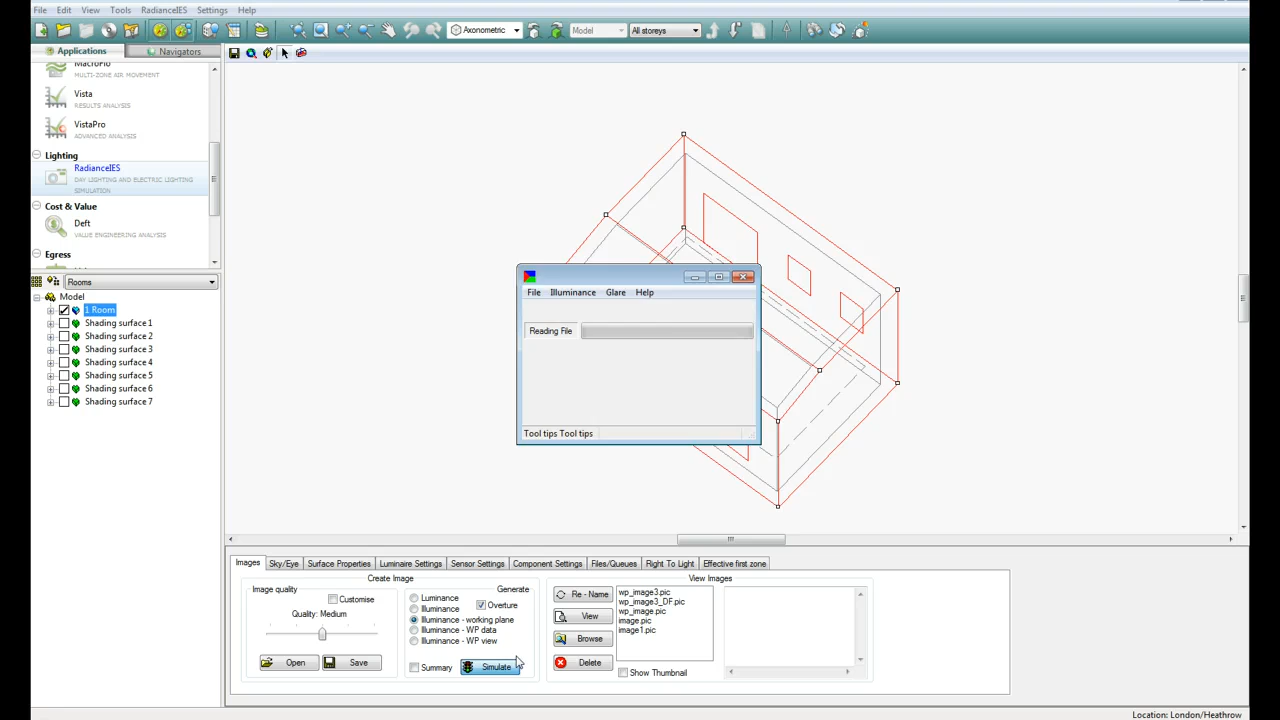 File Edit View Tools RadianceIES Settings Help
Axonometric Model All storeys
Applications Navigators
MacroFlo
MULTI-ZONE AIR MOVEMENT
Vista
RESULTS ANALYSIS
VistaPro
ADVANCED ANALYSIS
Lighting
RadianceIES
DAY LIGHTING AND ELECTRIC LIGHTING
SIMULATION
Cost & Value
Deft
VALUE ENGINEERING ANALYSIS
Egress
Rooms
Model
1 Room
Shading surface 1
Shading surface 2
Shading surface 3
Shading surface 4
Shading surface 5
Shading surface 6
Shading surface 7
File Illuminance Glare Help
Reading File
Tool tips Tool tips
Images Sky/Eye Surface Properties Luminaire Settings Sensor Settings Component Settings Files/Queues Right To Light Effective first zone
Create Image
Image quality
Customise
Quality: Medium
Open Save
Generate
Luminance
Illuminance
Overture
Illuminance - working plane
Illuminance - WP data
Illuminance - WP view
Summary Simulate
View Images
Re - Name
View
Browse
Delete
wp_image3.pic
wp_image3_DF.pic
wp_image.pic
image.pic
image1.pic
Show Thumbnail
Location: London/Heathrow